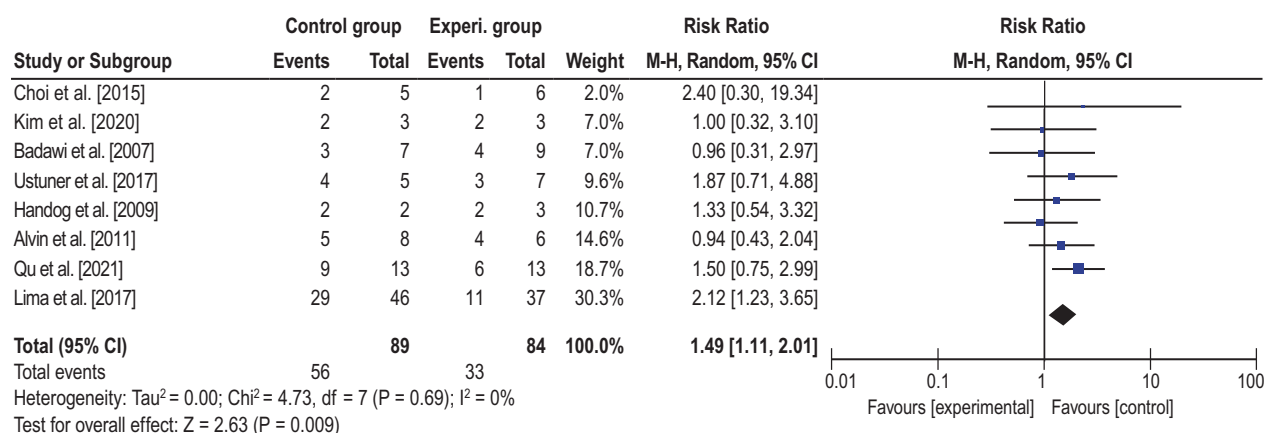 Control group Experi. group Risk Ratio Risk Ratio
Study or Subgroup Events Total Events Total Weight M-H, Random, 95% CI M-H, Random, 95% CI
Choi et al. [2015] 2 5 1 6 2.0% 2.40 [0.30, 19.34]
Kim et al. [2020] 2 3 2 3 7.0% 1.00 [0.32, 3.10]
Badawi et al. [2007] 3 7 4 9 7.0% 0.96 [0.31, 2.97]
Ustuner et al. [2017] 4 5 3 7 9.6% 1.87 [0.71, 4.88]
Handog et al. [2009] 2 2 2 3 10.7% 1.33 [0.54, 3.32]
Alvin et al. [2011] 5 8 4 6 14.6% 0.94 [0.43, 2.04]
Qu et al. [2021] 9 13 6 13 18.7% 1.50 [0.75, 2.99]
Lima et al. [2017] 29 46 11 37 30.3% 2.12 [1.23, 3.65]
Total (95% CI) 89 84 100.0% 1.49 [1.11, 2.01]
Total events 56 33
0.01 0.1 1 10 100
Heterogeneity: Tau² = 0.00; Chi² = 4.73, df = 7 (P = 0.69); I² = 0%
Favours [experimental] Favours [control]
Test for overall effect: Z = 2.63 (P = 0.009)